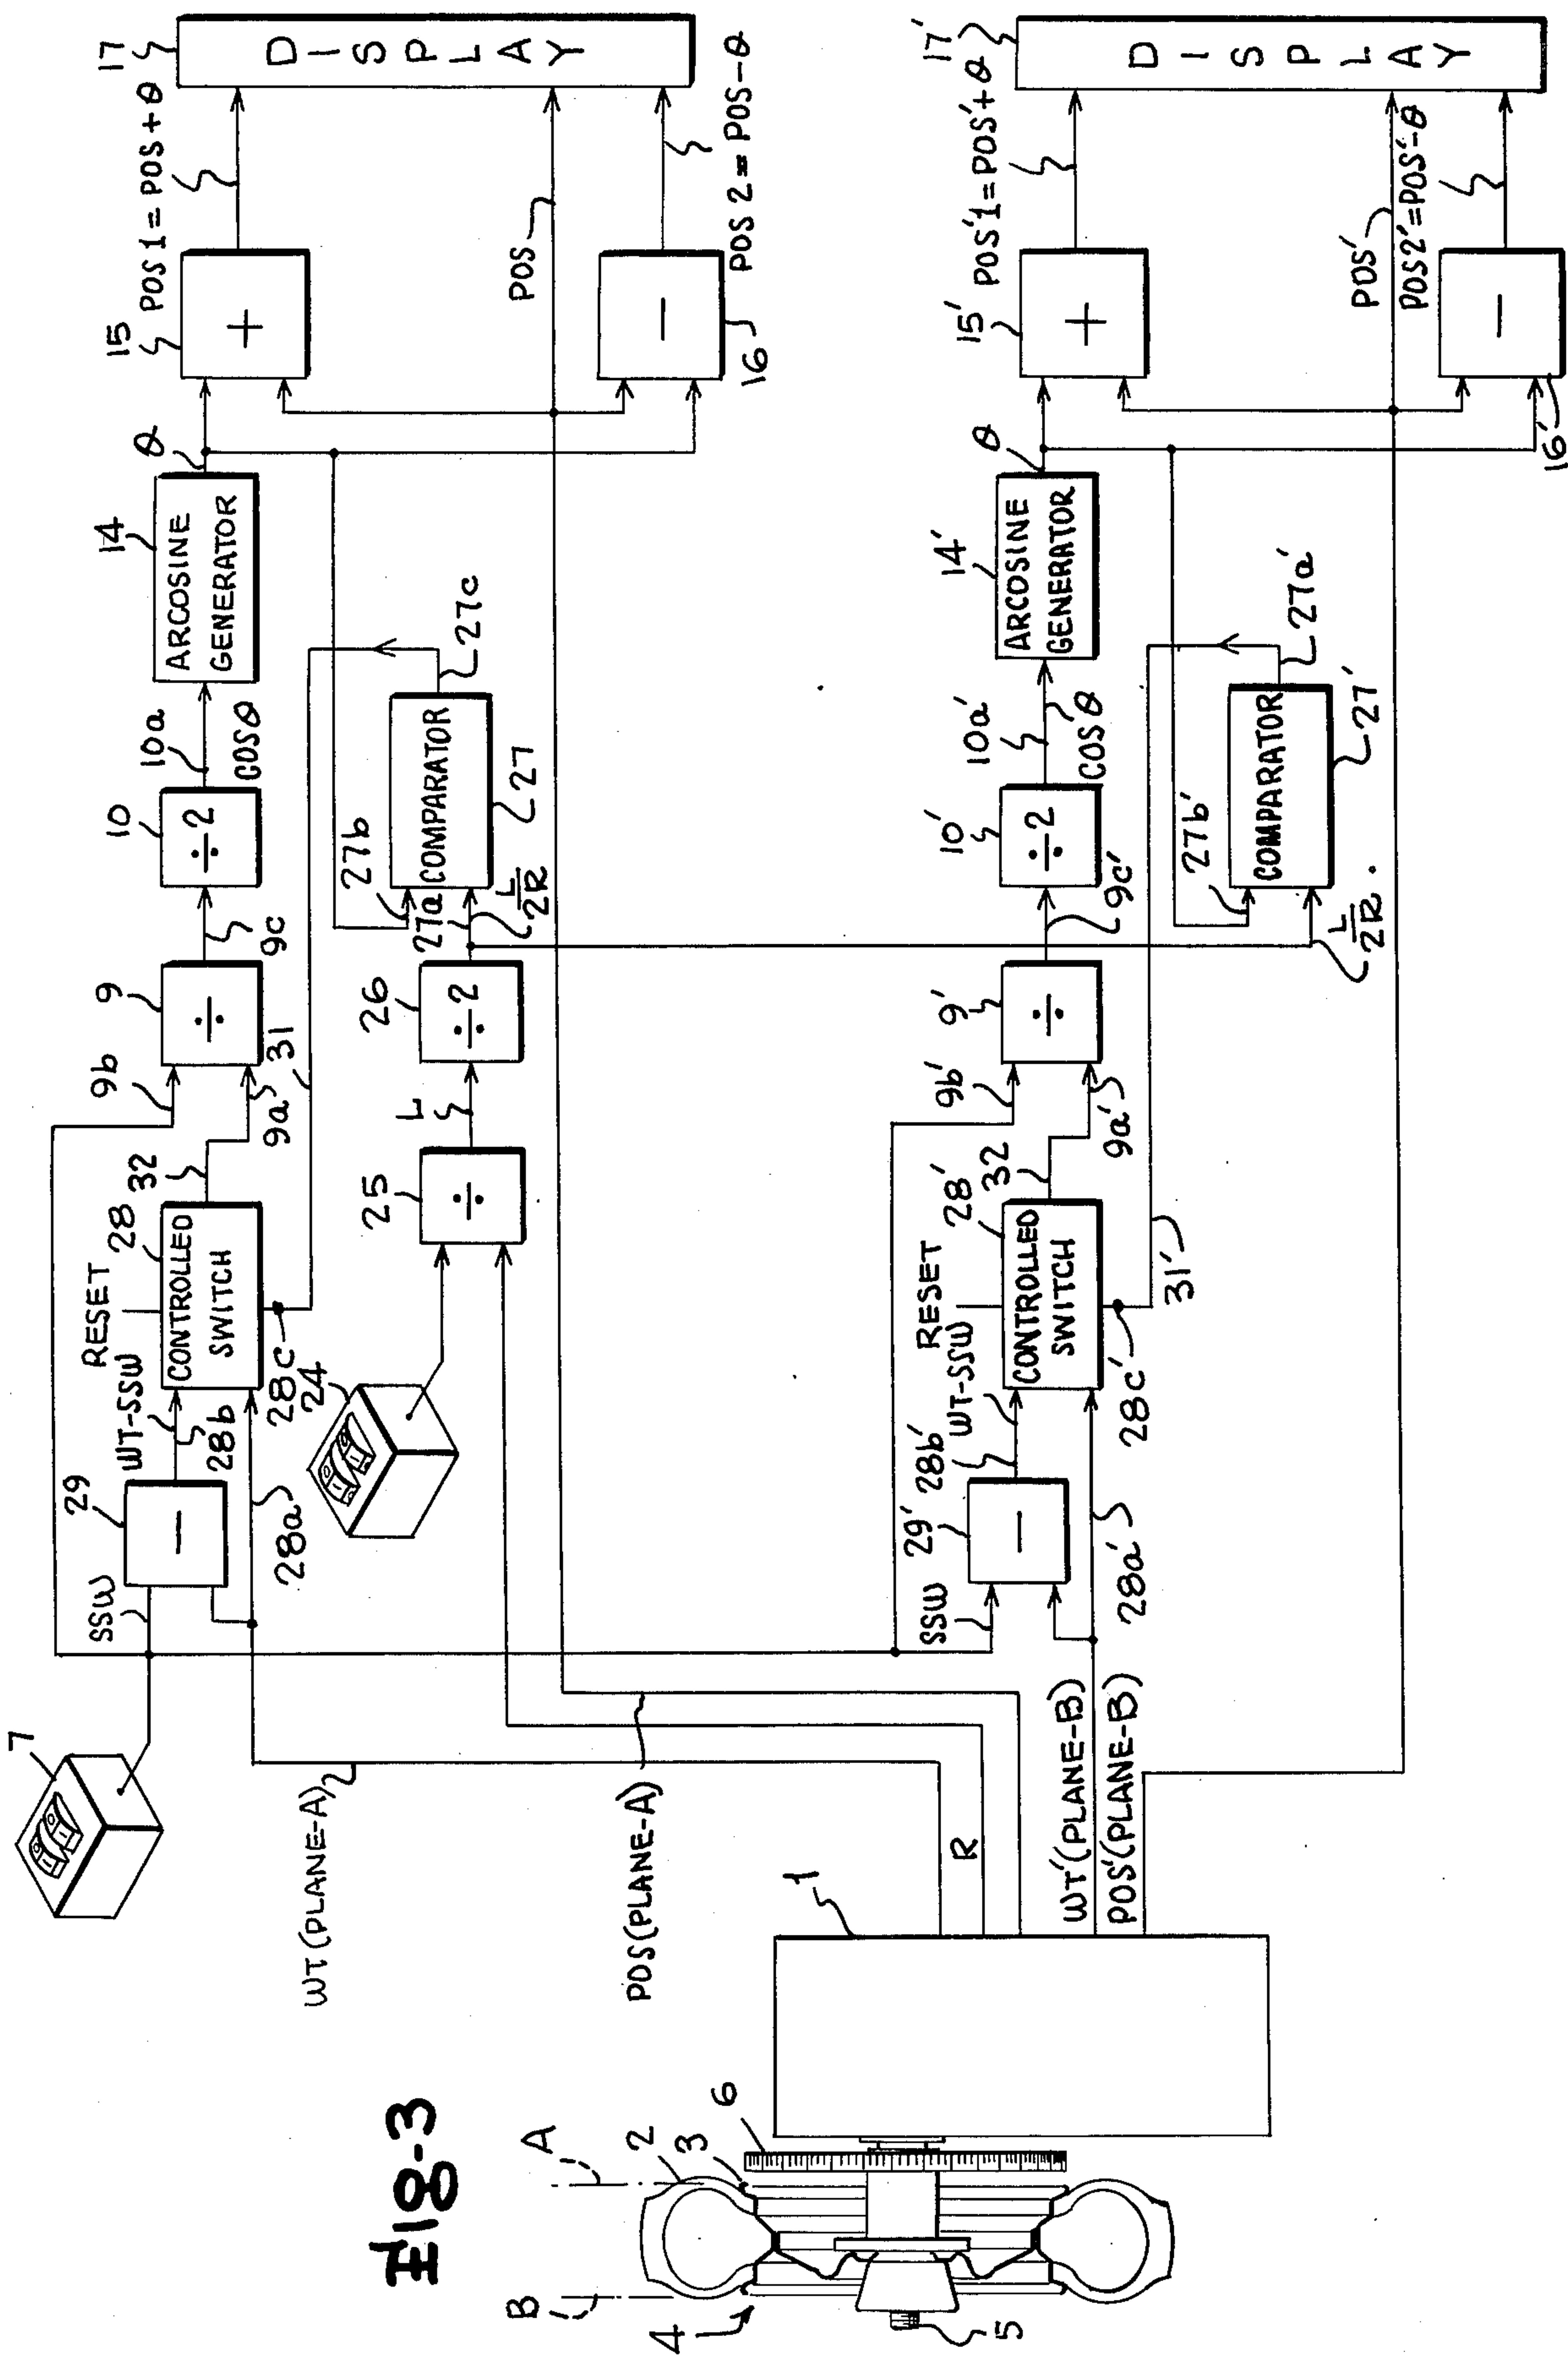 Fig-3
7
SSW
29
WT-SSW
28b
28a
RESET
28
CONTROLLED
SWITCH
28c
32
9b
9a
9
÷
9c
31
10
÷2
10a
COSθ
14
ARCOSINE
GENERATOR
θ
15
+
POS 1 = POS + θ
17
DISPLAY
POS
−
16
POS 2 = POS − θ
24
25
÷
L
26
÷2
27a
L/2R
27b
COMPARATOR
27
27c
WT (PLANE-A)
POS (PLANE-A)
R
WT' (PLANE-B)
POS' (PLANE-B)
1
SSW
29'
−
WT-SSW
28b'
28a'
RESET
28'
CONTROLLED
SWITCH
28c'
32
31'
9b'
9a'
9'
÷
9c'
10'
÷2
10a'
COSθ
14'
ARCOSINE
GENERATOR
θ
15'
+
POS'1 = POS' + θ
17'
DISPLAY
POS'
POS2' = POS' − θ
−
16'
L/2R
27b'
COMPARATOR
27'
27a'
A
B
2
3
6
4
5